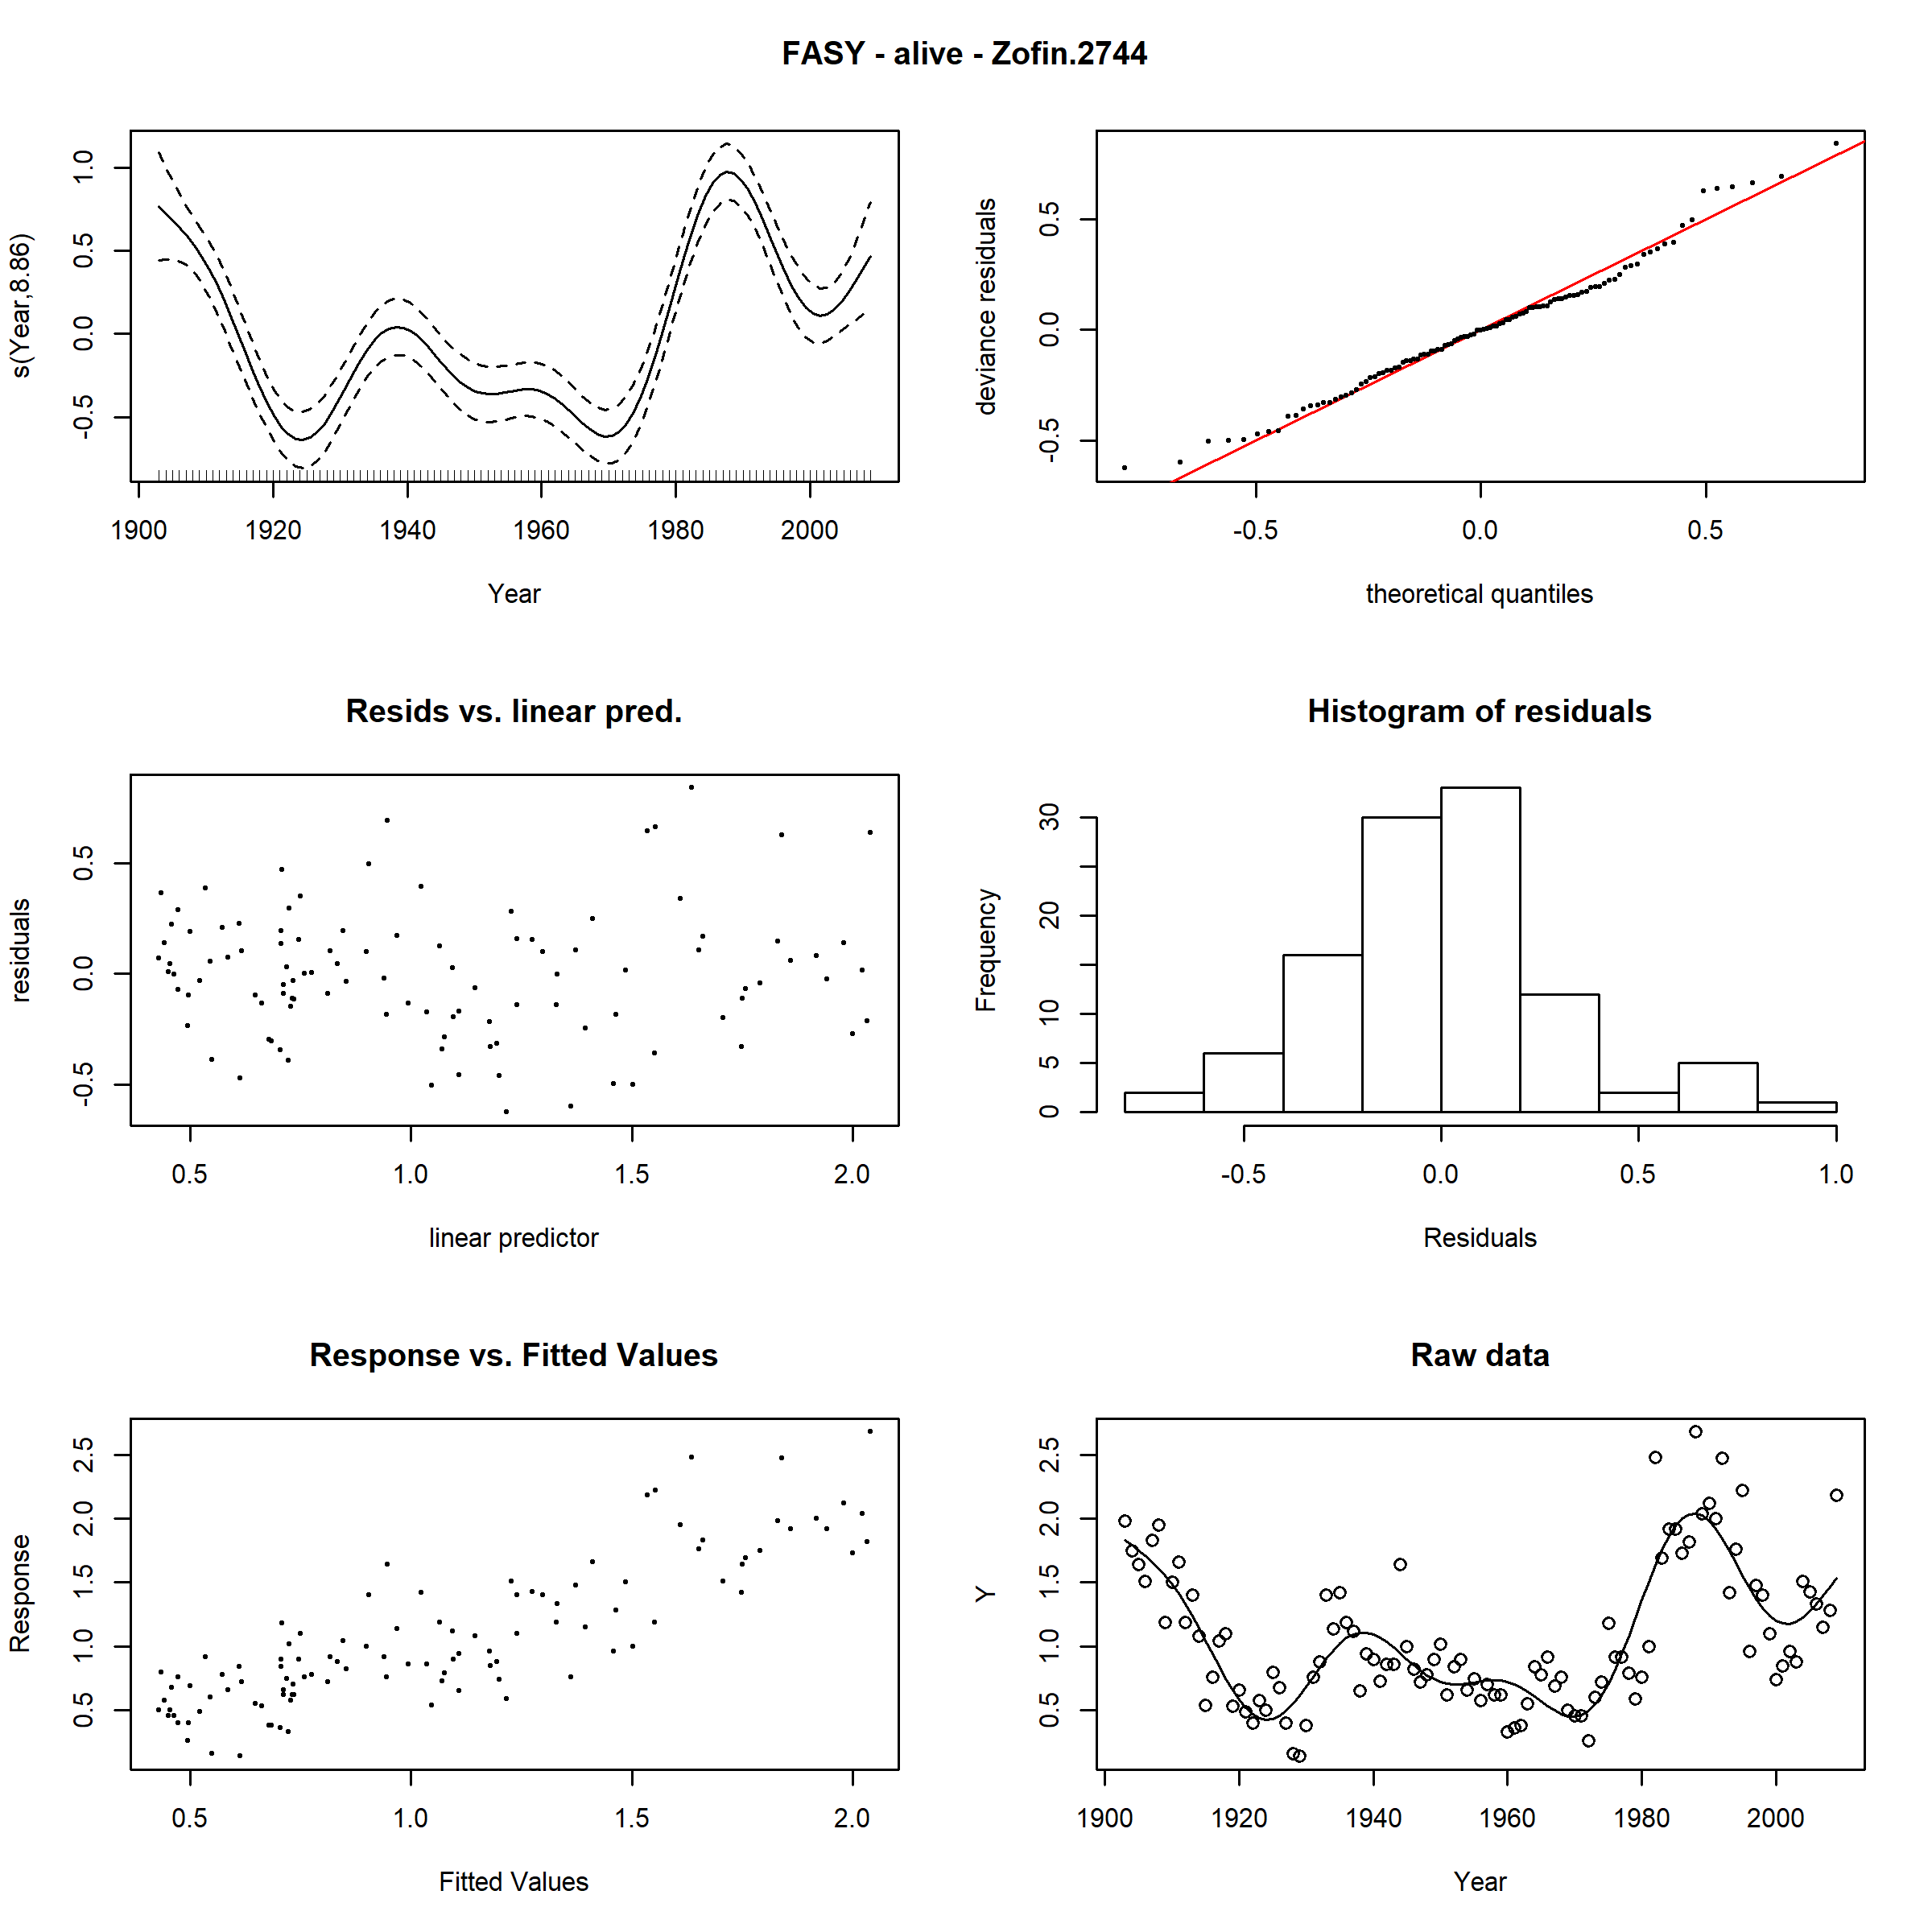 FASY - alive - Zofin.2744
s(Year,8.86)
-0.5 0.0 0.5 1.0
1900 1920 1940 1960 1980 2000
Year
deviance residuals
-0.5 0.0 0.5
-0.5 0.0 0.5
theoretical quantiles
Resids vs. linear pred.
residuals
-0.5 0.0 0.5
0.5 1.0 1.5 2.0
linear predictor
Histogram of residuals
Frequency
0 5 10 20 30
-0.5 0.0 0.5 1.0
Residuals
Response vs. Fitted Values
Response
0.5 1.0 1.5 2.0 2.5
0.5 1.0 1.5 2.0
Fitted Values
Raw data
Y
0.5 1.0 1.5 2.0 2.5
1900 1920 1940 1960 1980 2000
Year